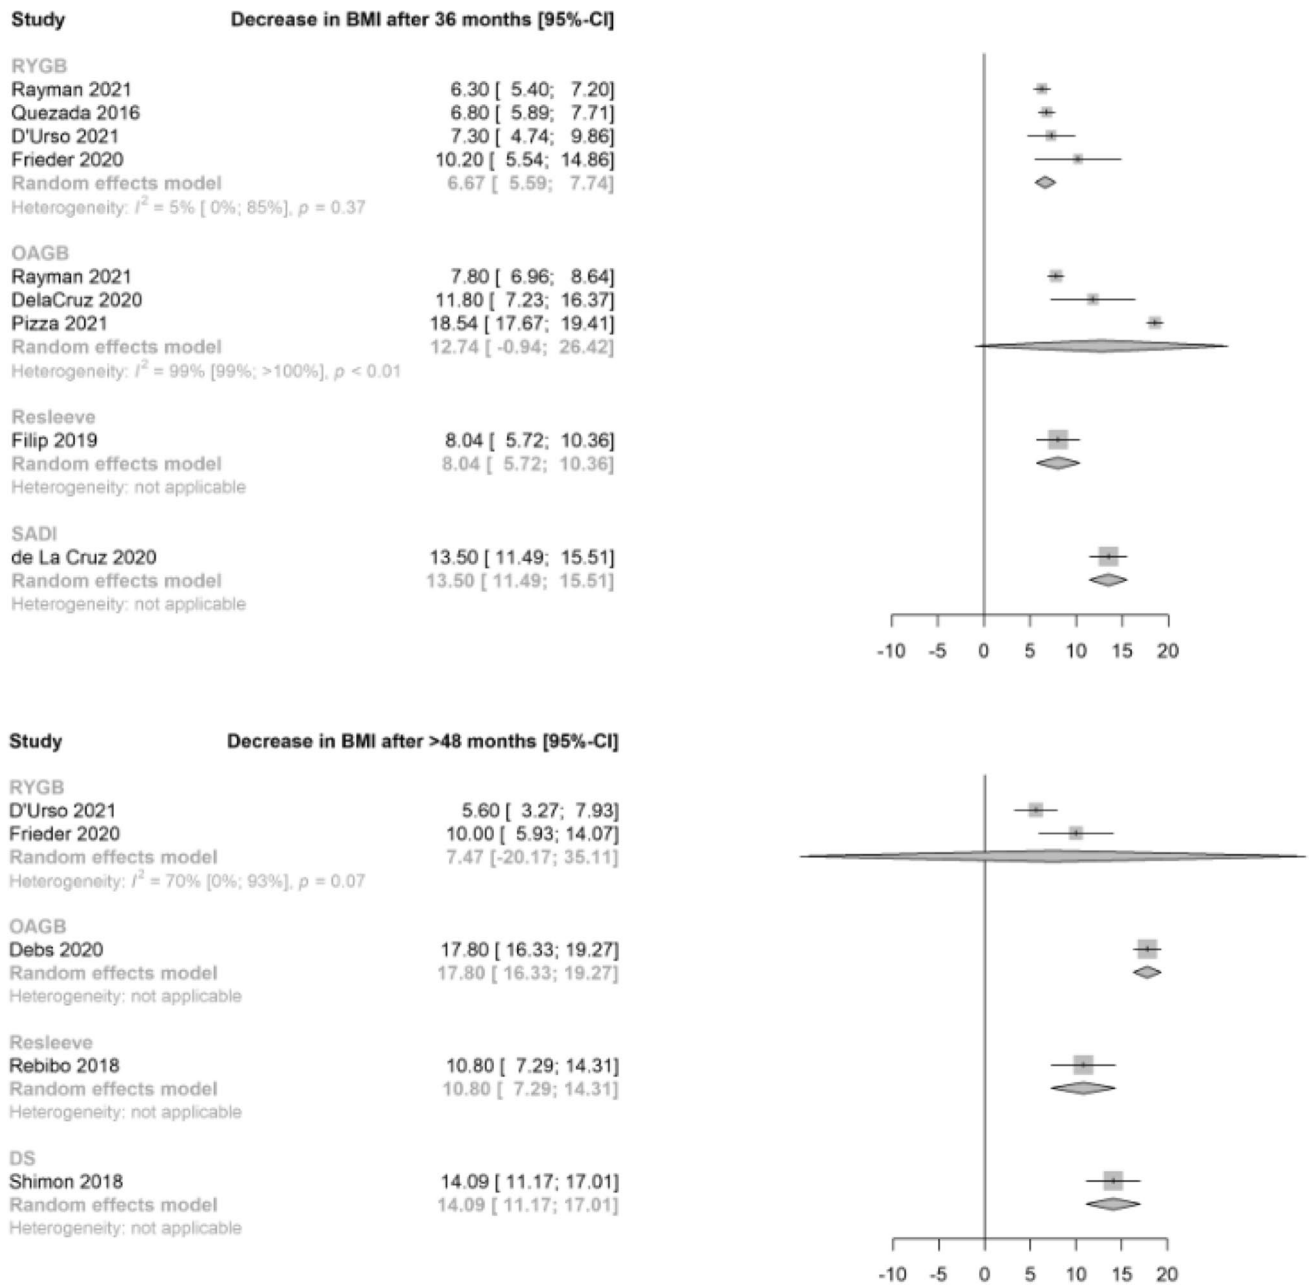 Study Decrease in BMI after 36 months [95%-CI]
RYGB
Rayman 2021 6.30 [ 5.40; 7.20]
Quezada 2016 6.80 [ 5.89; 7.71]
D'Urso 2021 7.30 [ 4.74; 9.86]
Frieder 2020 10.20 [ 5.54; 14.86]
Random effects model 6.67 [ 5.59; 7.74]
Heterogeneity: I² = 5% [ 0%; 85%], p = 0.37
OAGB
Rayman 2021 7.80 [ 6.96; 8.64]
DelaCruz 2020 11.80 [ 7.23; 16.37]
Pizza 2021 18.54 [ 17.67; 19.41]
Random effects model 12.74 [ -0.94; 26.42]
Heterogeneity: I² = 99% [99%; >100%], p < 0.01
Resleeve
Filip 2019 8.04 [ 5.72; 10.36]
Random effects model 8.04 [ 5.72; 10.36]
Heterogeneity: not applicable
SADI
de La Cruz 2020 13.50 [ 11.49; 15.51]
Random effects model 13.50 [ 11.49; 15.51]
Heterogeneity: not applicable
-10 -5 0 5 10 15 20
Study Decrease in BMI after >48 months [95%-CI]
RYGB
D'Urso 2021 5.60 [ 3.27; 7.93]
Frieder 2020 10.00 [ 5.93; 14.07]
Random effects model 7.47 [-20.17; 35.11]
Heterogeneity: I² = 70% [0%; 93%], p = 0.07
OAGB
Debs 2020 17.80 [ 16.33; 19.27]
Random effects model 17.80 [ 16.33; 19.27]
Heterogeneity: not applicable
Resleeve
Rebibo 2018 10.80 [ 7.29; 14.31]
Random effects model 10.80 [ 7.29; 14.31]
Heterogeneity: not applicable
DS
Shimon 2018 14.09 [ 11.17; 17.01]
Random effects model 14.09 [ 11.17; 17.01]
Heterogeneity: not applicable
-10 -5 0 5 10 15 20